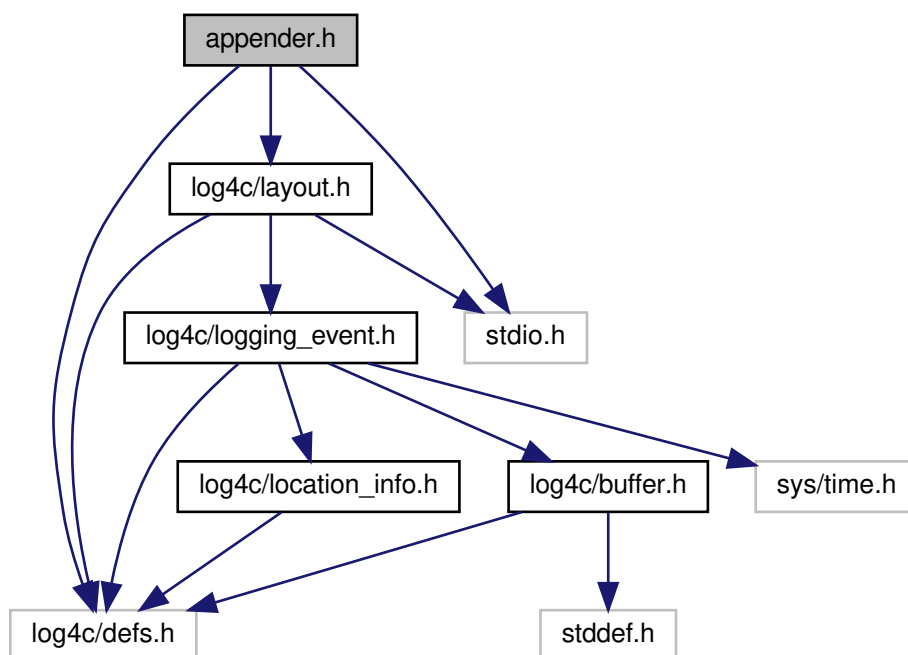 appender.h
log4c/layout.h
log4c/logging_event.h
stdio.h
log4c/location_info.h
log4c/buffer.h
sys/time.h
log4c/defs.h
stddef.h